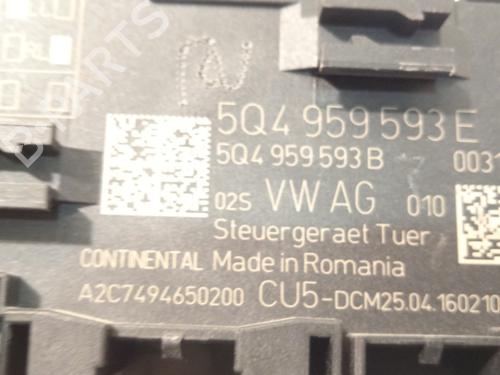 5Q4 959 593 E
5Q4 959 593 B 0031
02S VW AG 010
Steuergeraet Tuer
CONTINENTAL Made in Romania
A2C7494650200 CU5-DCM25.04.160210
B PARTS